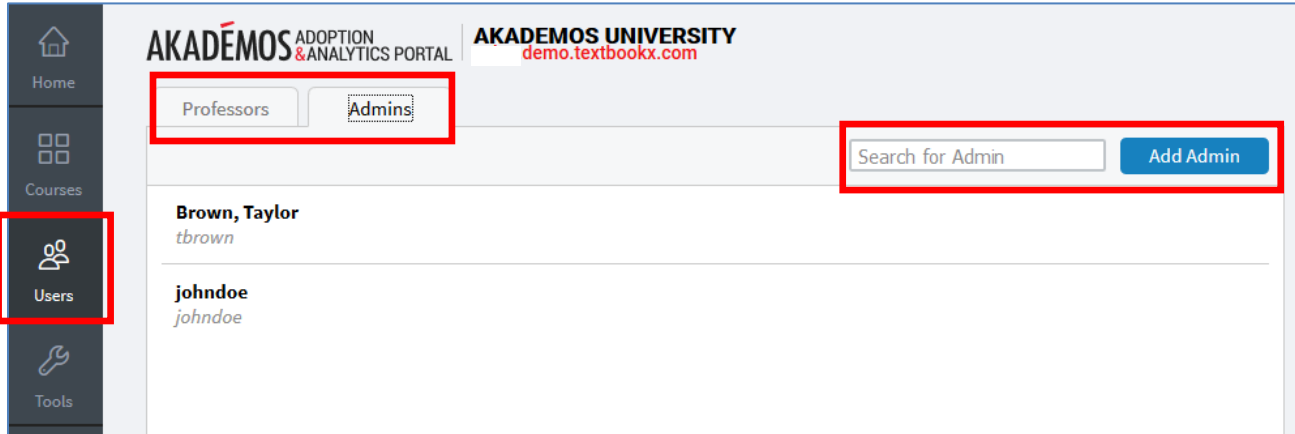 Home
Courses
Users
Tools
AKADÉMOS ADOPTION
&ANALYTICS PORTAL
AKADEMOS UNIVERSITY
demo.textbookx.com
Professors Admins
Search for Admin Add Admin
Brown, Taylor
tbrown
johndoe
johndoe